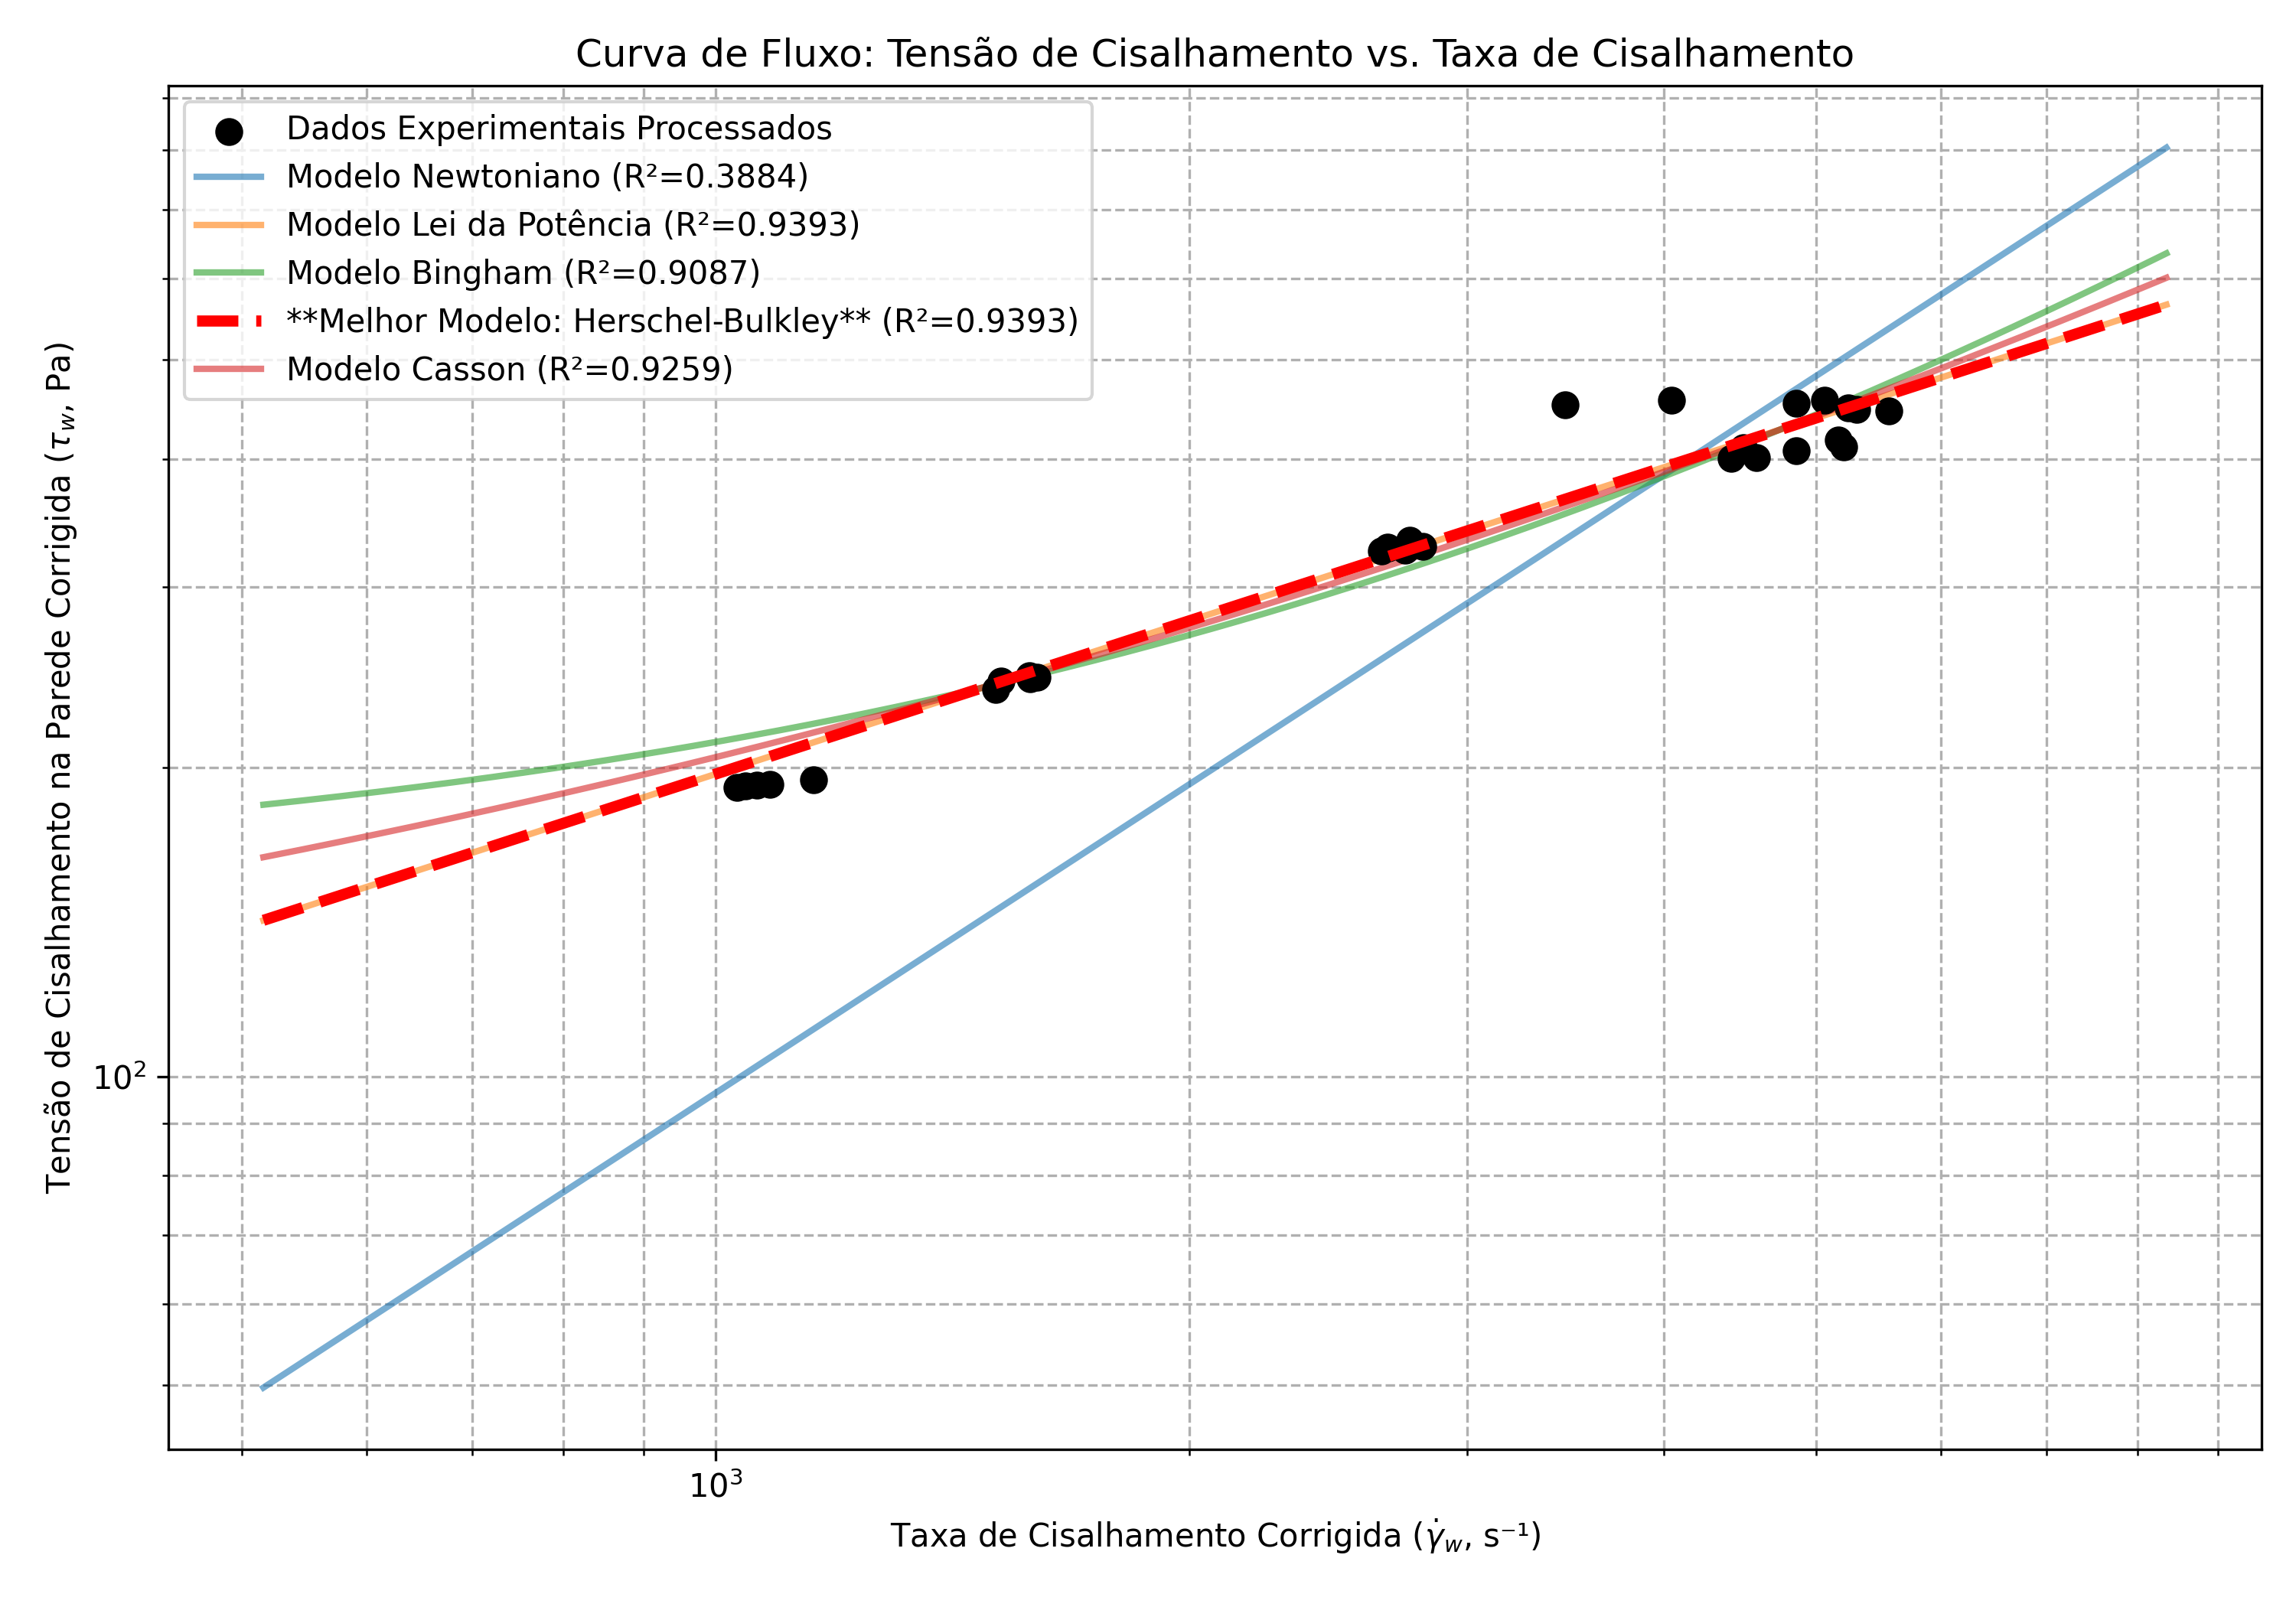 Curva de Fluxo: Tensão de Cisalhamento vs. Taxa de Cisalhamento
Dados Experimentais Processados
Modelo Newtoniano (R²=0.3884)
Modelo Lei da Potência (R²=0.9393)
Modelo Bingham (R²=0.9087)
**Melhor Modelo: Herschel-Bulkley** (R²=0.9393)
Modelo Casson (R²=0.9259)
Tensão de Cisalhamento na Parede Corrigida (τ_w, Pa)
10²
10³
Taxa de Cisalhamento Corrigida (γ̇_w, s⁻¹)